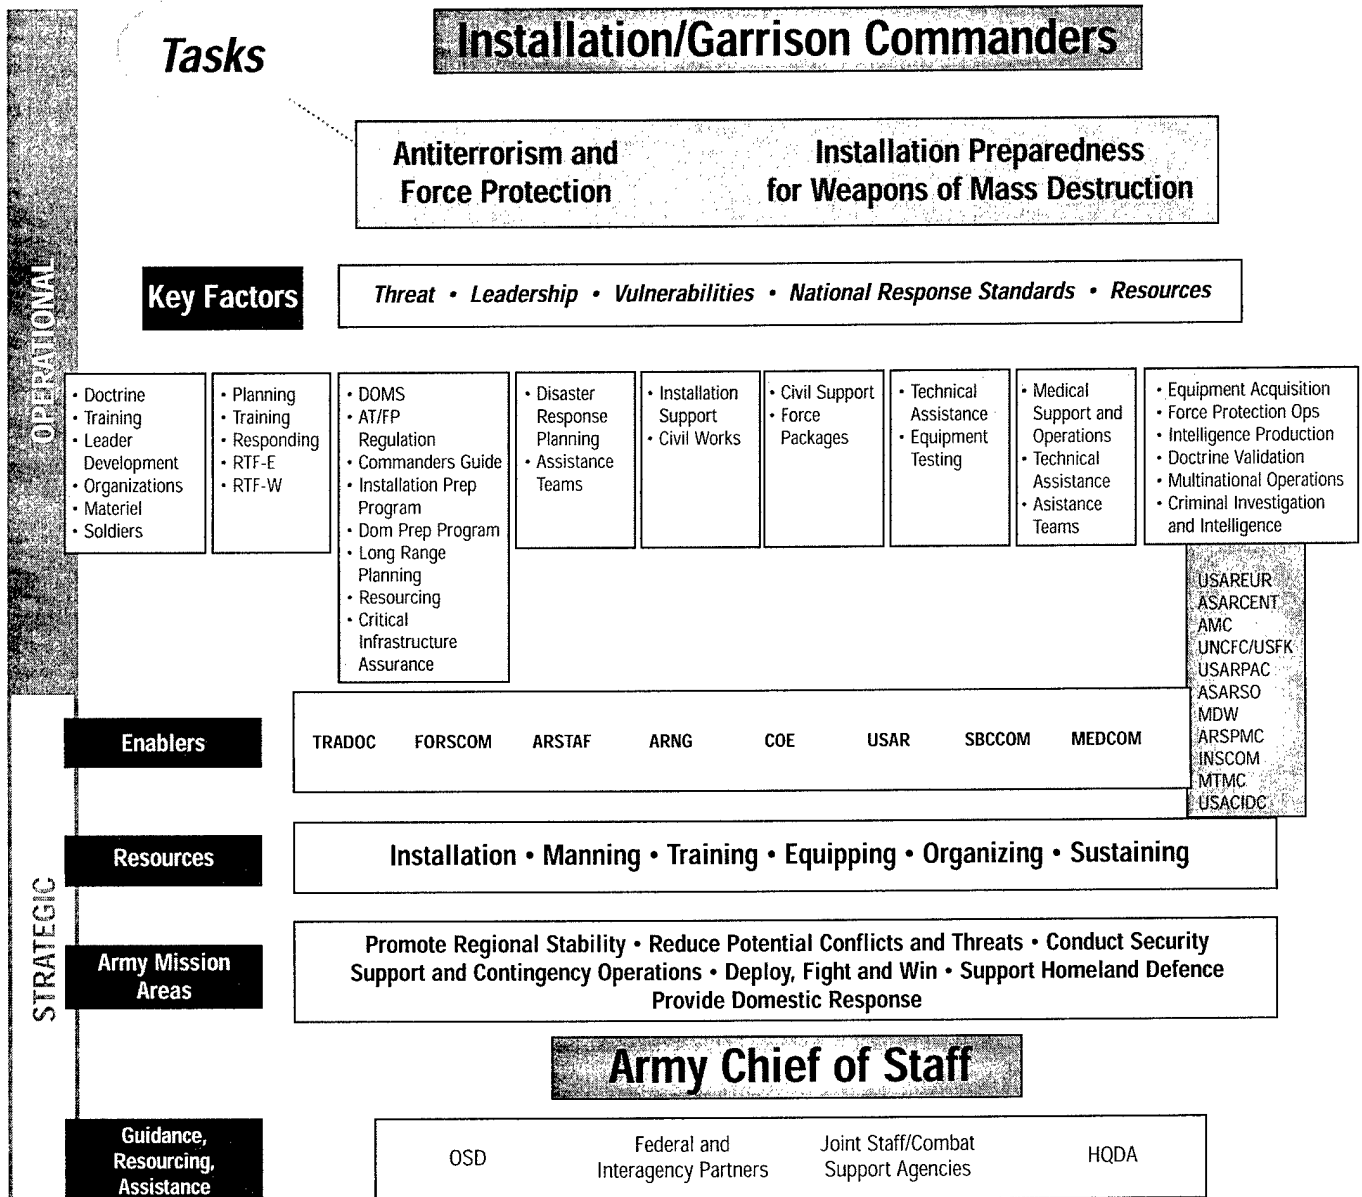 Tasks
Installation/Garrison Commanders
Antiterrorism and
Force Protection
Installation Preparedness
for Weapons of Mass Destruction
OPERATIONAL
Key Factors
Threat • Leadership • Vulnerabilities • National Response Standards • Resources
• Doctrine
• Training
• Leader
Development
• Organizations
• Materiel
• Soldiers
• Planning
• Training
• Responding
• RTF-E
• RTF-W
• DOMS
• AT/FP
Regulation
• Commanders Guide
• Installation Prep
Program
• Dom Prep Program
• Long Range
Planning
• Resourcing
• Critical
Infrastructure
Assurance
• Disaster
Response
Planning
• Assistance
Teams
• Installation
Support
• Civil Works
• Civil Support
• Force
Packages
• Technical
Assistance
• Equipment
Testing
• Medical
Support and
Operations
• Technical
Assistance
• Asistance
Teams
• Equipment Acquisition
• Force Protection Ops
• Intelligence Production
• Doctrine Validation
• Multinational Operations
• Criminal Investigation
and Intelligence
USAREUR
ASARCENT
AMC
UNCFC/USFK
USARPAC
ASARSO
MDW
ARSPMC
INSCOM
MTMC
USACIDC
STRATEGIC
Enablers
TRADOC FORSCOM ARSTAF ARNG COE USAR SBCCOM MEDCOM
Resources
Installation • Manning • Training • Equipping • Organizing • Sustaining
Army Mission
Areas
Promote Regional Stability • Reduce Potential Conflicts and Threats • Conduct Security
Support and Contingency Operations • Deploy, Fight and Win • Support Homeland Defence
Provide Domestic Response
Army Chief of Staff
Guidance,
Resourcing,
Assistance
OSD
Federal and
Interagency Partners
Joint Staff/Combat
Support Agencies
HQDA